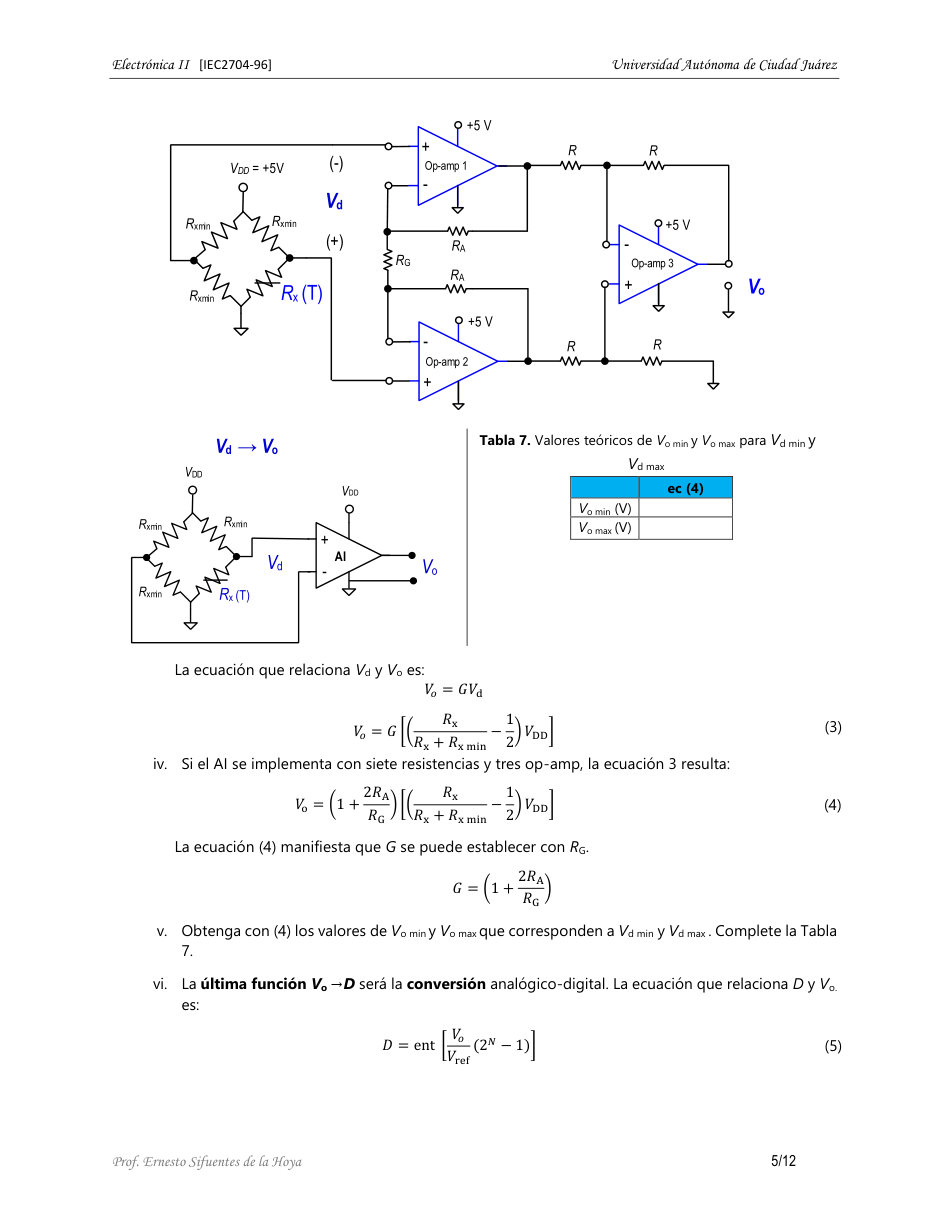 Electrónica II [IEC2704-96] Universidad Autónoma de Ciudad Juárez
+5 V
VDD = +5V
(-)
Vd
(+)
Rxmin
Rxmin
Rxmin
Rx (T)
+
Op-amp 1
-
RA
RG
RA
+5 V
-
Op-amp 2
+
R
R
+5 V
-
Op-amp 3
+
Vo
R
R
Vd → Vo
VDD
VDD
Rxmin
Rxmin
Rxmin
Rx (T)
Vd
+
AI
-
Vo
Tabla 7. Valores teóricos de Vo min y Vo max para Vd min y
Vd max
ec (4)
Vo min (V)
Vo max (V)
La ecuación que relaciona Vd y Vo es:
Vo = GVd
Vo = G [(Rx / (Rx + Rx min) − 1/2) VDD] (3)
iv. Si el AI se implementa con siete resistencias y tres op-amp, la ecuación 3 resulta:
Vo = (1 + 2RA / RG) [(Rx / (Rx + Rx min) − 1/2) VDD] (4)
La ecuación (4) manifiesta que G se puede establecer con RG.
G = (1 + 2RA / RG)
v. Obtenga con (4) los valores de Vo min y Vo max que corresponden a Vd min y Vd max . Complete la Tabla
7.
vi. La última función Vo →D será la conversión analógico-digital. La ecuación que relaciona D y Vo.
es:
D = ent [Vo / Vref (2^N − 1)] (5)
Prof. Ernesto Sifuentes de la Hoya 5/12